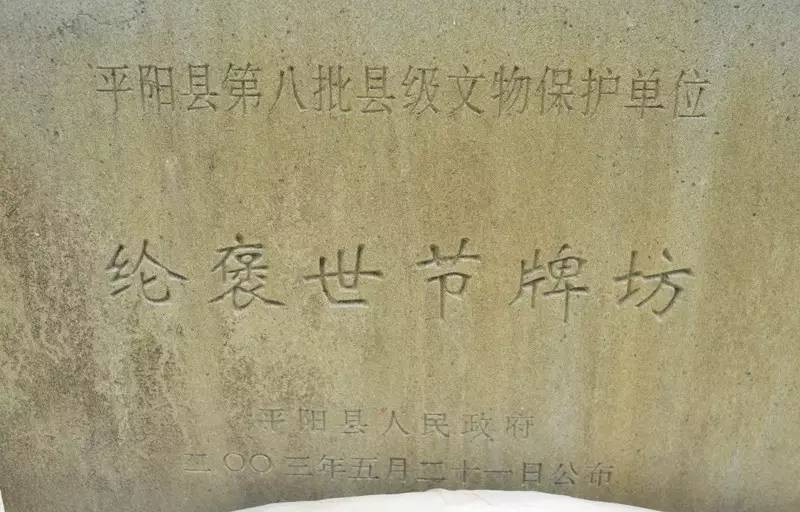 平阳县第八批县级文物保护单位
纶褒世节牌坊
平阳县人民政府
二〇〇三年五月二十一日公布